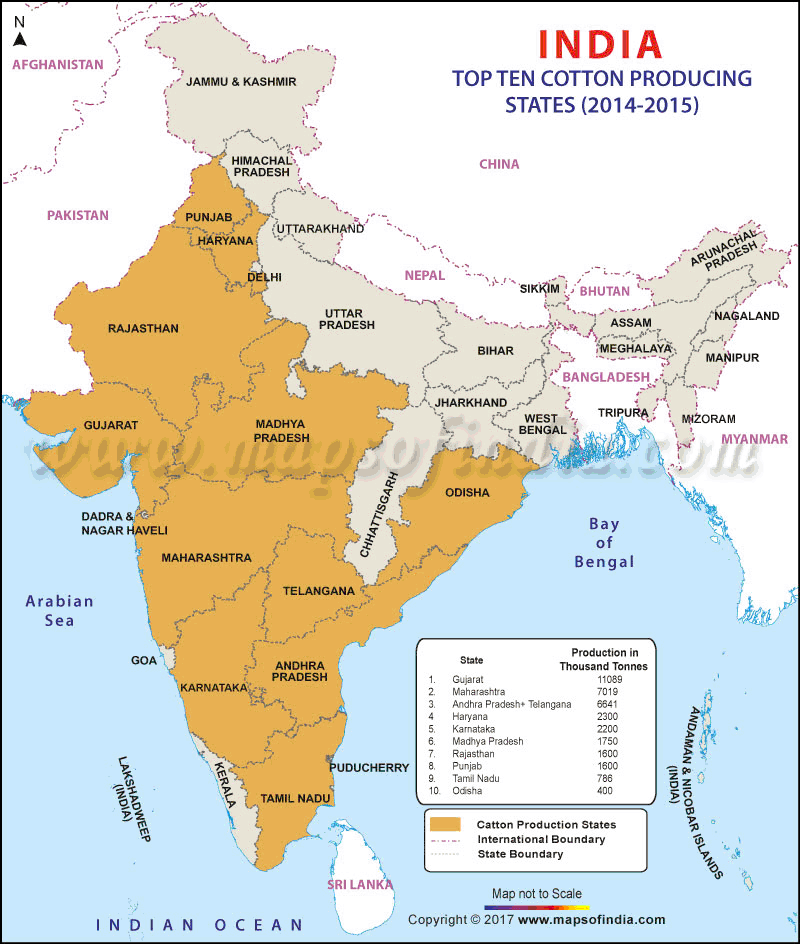 INDIA
TOP TEN COTTON PRODUCING
STATES (2014-2015)
N
AFGHANISTAN
JAMMU & KASHMIR
CHINA
HIMACHAL
PRADESH
PAKISTAN
PUNJAB
UTTARAKHAND
HARYANA
DELHI
NEPAL
SIKKIM
BHUTAN
ARUNACHAL
PRADESH
RAJASTHAN
UTTAR
PRADESH
ASSAM
NAGALAND
BIHAR
MEGHALAYA
MANIPUR
BANGLADESH
JHARKHAND
TRIPURA
MIZORAM
GUJARAT
MADHYA
PRADESH
WEST
BENGAL
MYANMAR
www.mapsofindia.com
ODISHA
CHHATTISGARH
DADRA &
NAGAR HAVELI
MAHARASHTRA
Bay
of
Bengal
TELANGANA
Arabian
Sea
GOA
ANDHRA
PRADESH
KARNATAKA
State
Production in
Thousand Tonnes
1. Gujarat 11089
2. Maharashtra 7019
3. Andhra Pradesh+ Telangana 6641
4 Haryana 2300
5. Karnataka 2200
6. Madhya Pradesh 1750
7. Rajasthan 1600
8. Punjab 1600
9. Tamil Nadu 786
10. Odisha 400
PUDUCHERRY
KERALA
TAMIL NADU
LAKSHADWEEP
(INDIA)
ANDAMAN & NICOBAR ISLANDS
(INDIA)
Catton Production States
International Boundary
State Boundary
SRI LANKA
Map not to Scale
INDIAN OCEAN
Copyright © 2017 www.mapsofindia.com